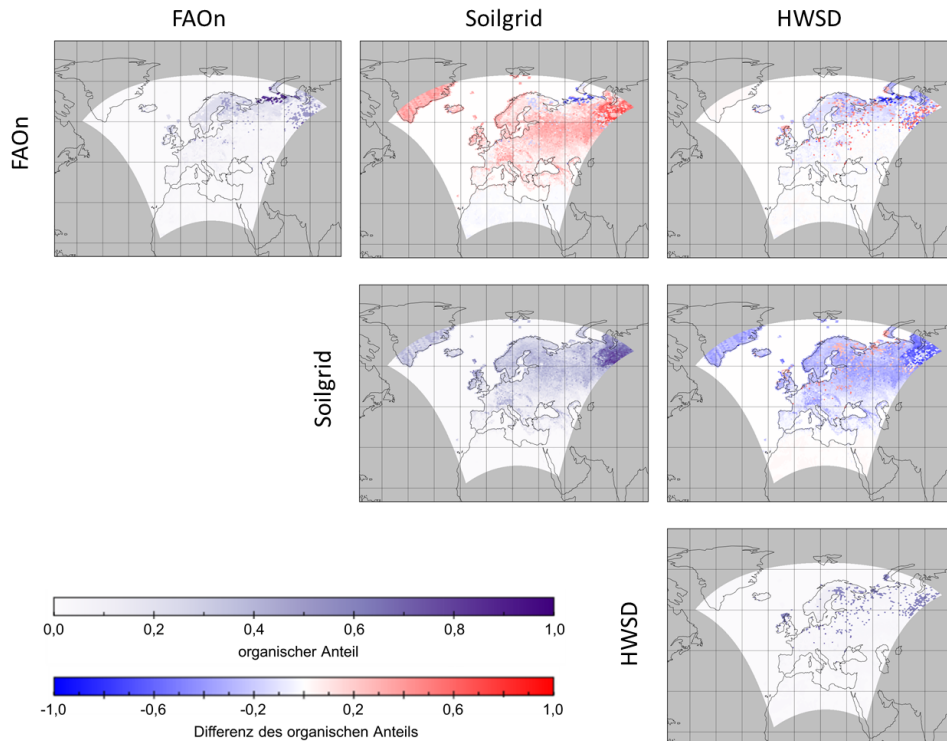 FAOn Soilgrid HWSD
FAOn
Soilgrid
HWSD
0,0 0,2 0,4 0,6 0,8 1,0
organischer Anteil
-1,0 -0,6 -0,2 0,2 0,6 1,0
Differenz des organischen Anteils